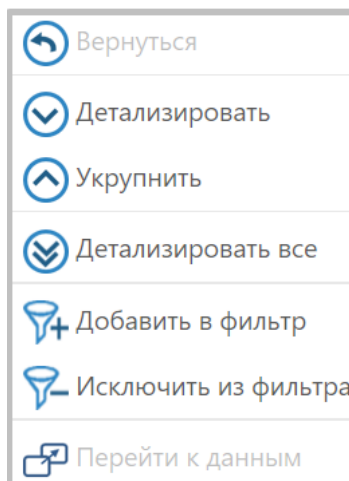 Вернуться
Детализировать
Укрупнить
Детализировать все
Добавить в фильтр
Исключить из фильтра
Перейти к данным